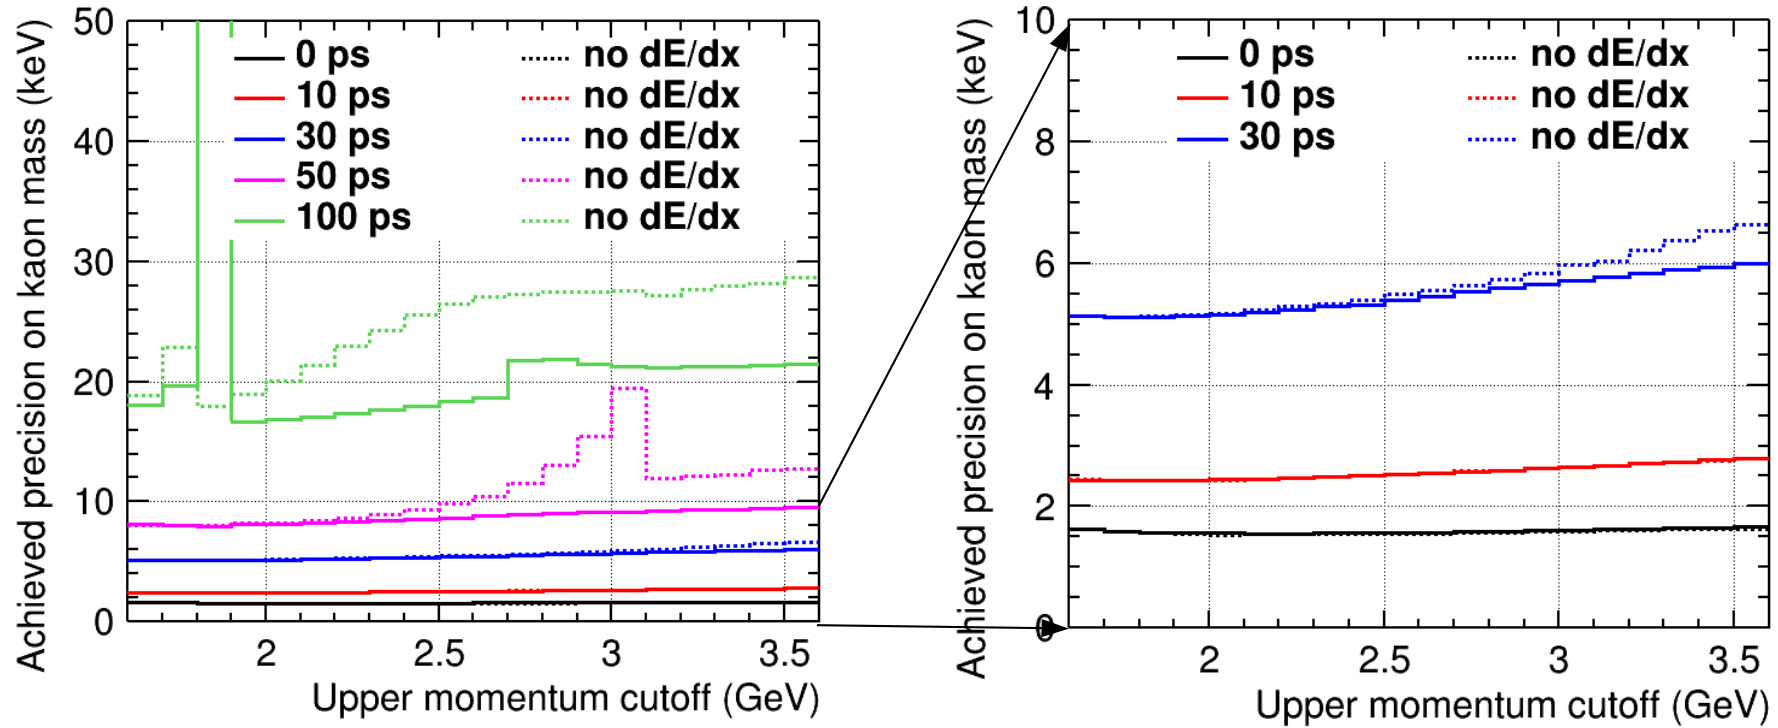 Achieved precision on kaon mass (keV)
50
40
30
20
10
0
0 ps no dE/dx
10 ps no dE/dx
30 ps no dE/dx
50 ps no dE/dx
100 ps no dE/dx
2 2.5 3 3.5
Upper momentum cutoff (GeV)
Achieved precision on kaon mass (keV)
10
8
6
4
2
0
0 ps no dE/dx
10 ps no dE/dx
30 ps no dE/dx
2 2.5 3 3.5
Upper momentum cutoff (GeV)